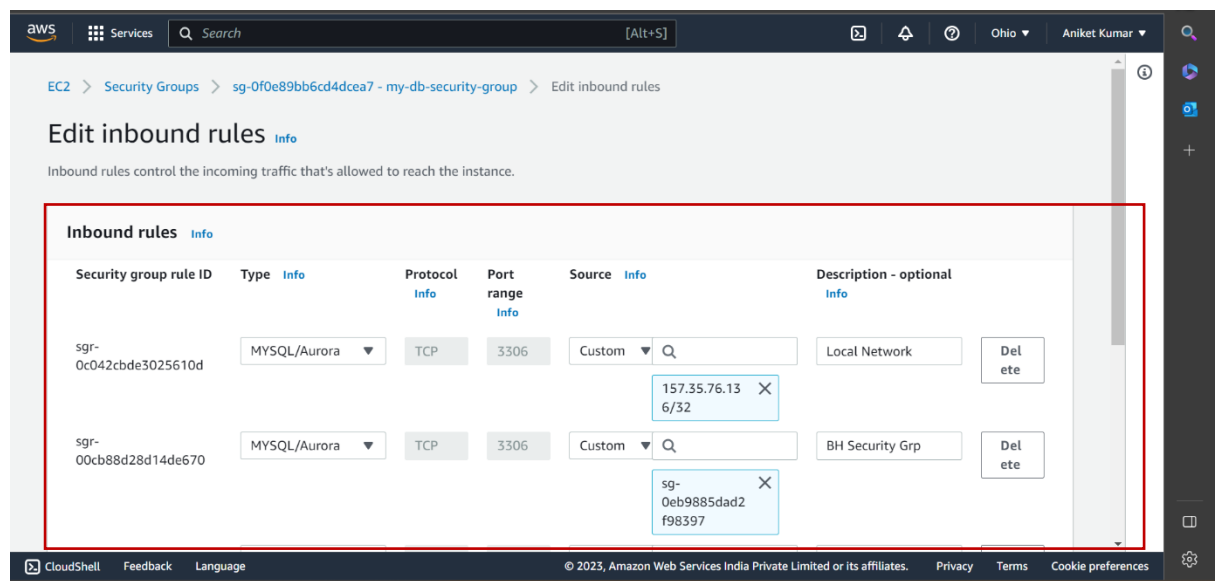 aws Services Search [Alt+S] Ohio Aniket Kumar
EC2 > Security Groups > sg-0f0e89bb6cd4dcea7 - my-db-security-group > Edit inbound rules
Edit inbound rules Info
Inbound rules control the incoming traffic that's allowed to reach the instance.
Inbound rules Info
Security group rule ID Type Info Protocol Info Port range Info Source Info Description - optional Info
sgr-
0c042cbde3025610d
MYSQL/Aurora TCP 3306 Custom Local Network Del
ete
157.35.76.13
6/32
sgr-
00cb88d28d14de670
MYSQL/Aurora TCP 3306 Custom BH Security Grp Del
ete
sg-
0eb9885dad2
f98397
CloudShell Feedback Language © 2023, Amazon Web Services India Private Limited or its affiliates. Privacy Terms Cookie preferences